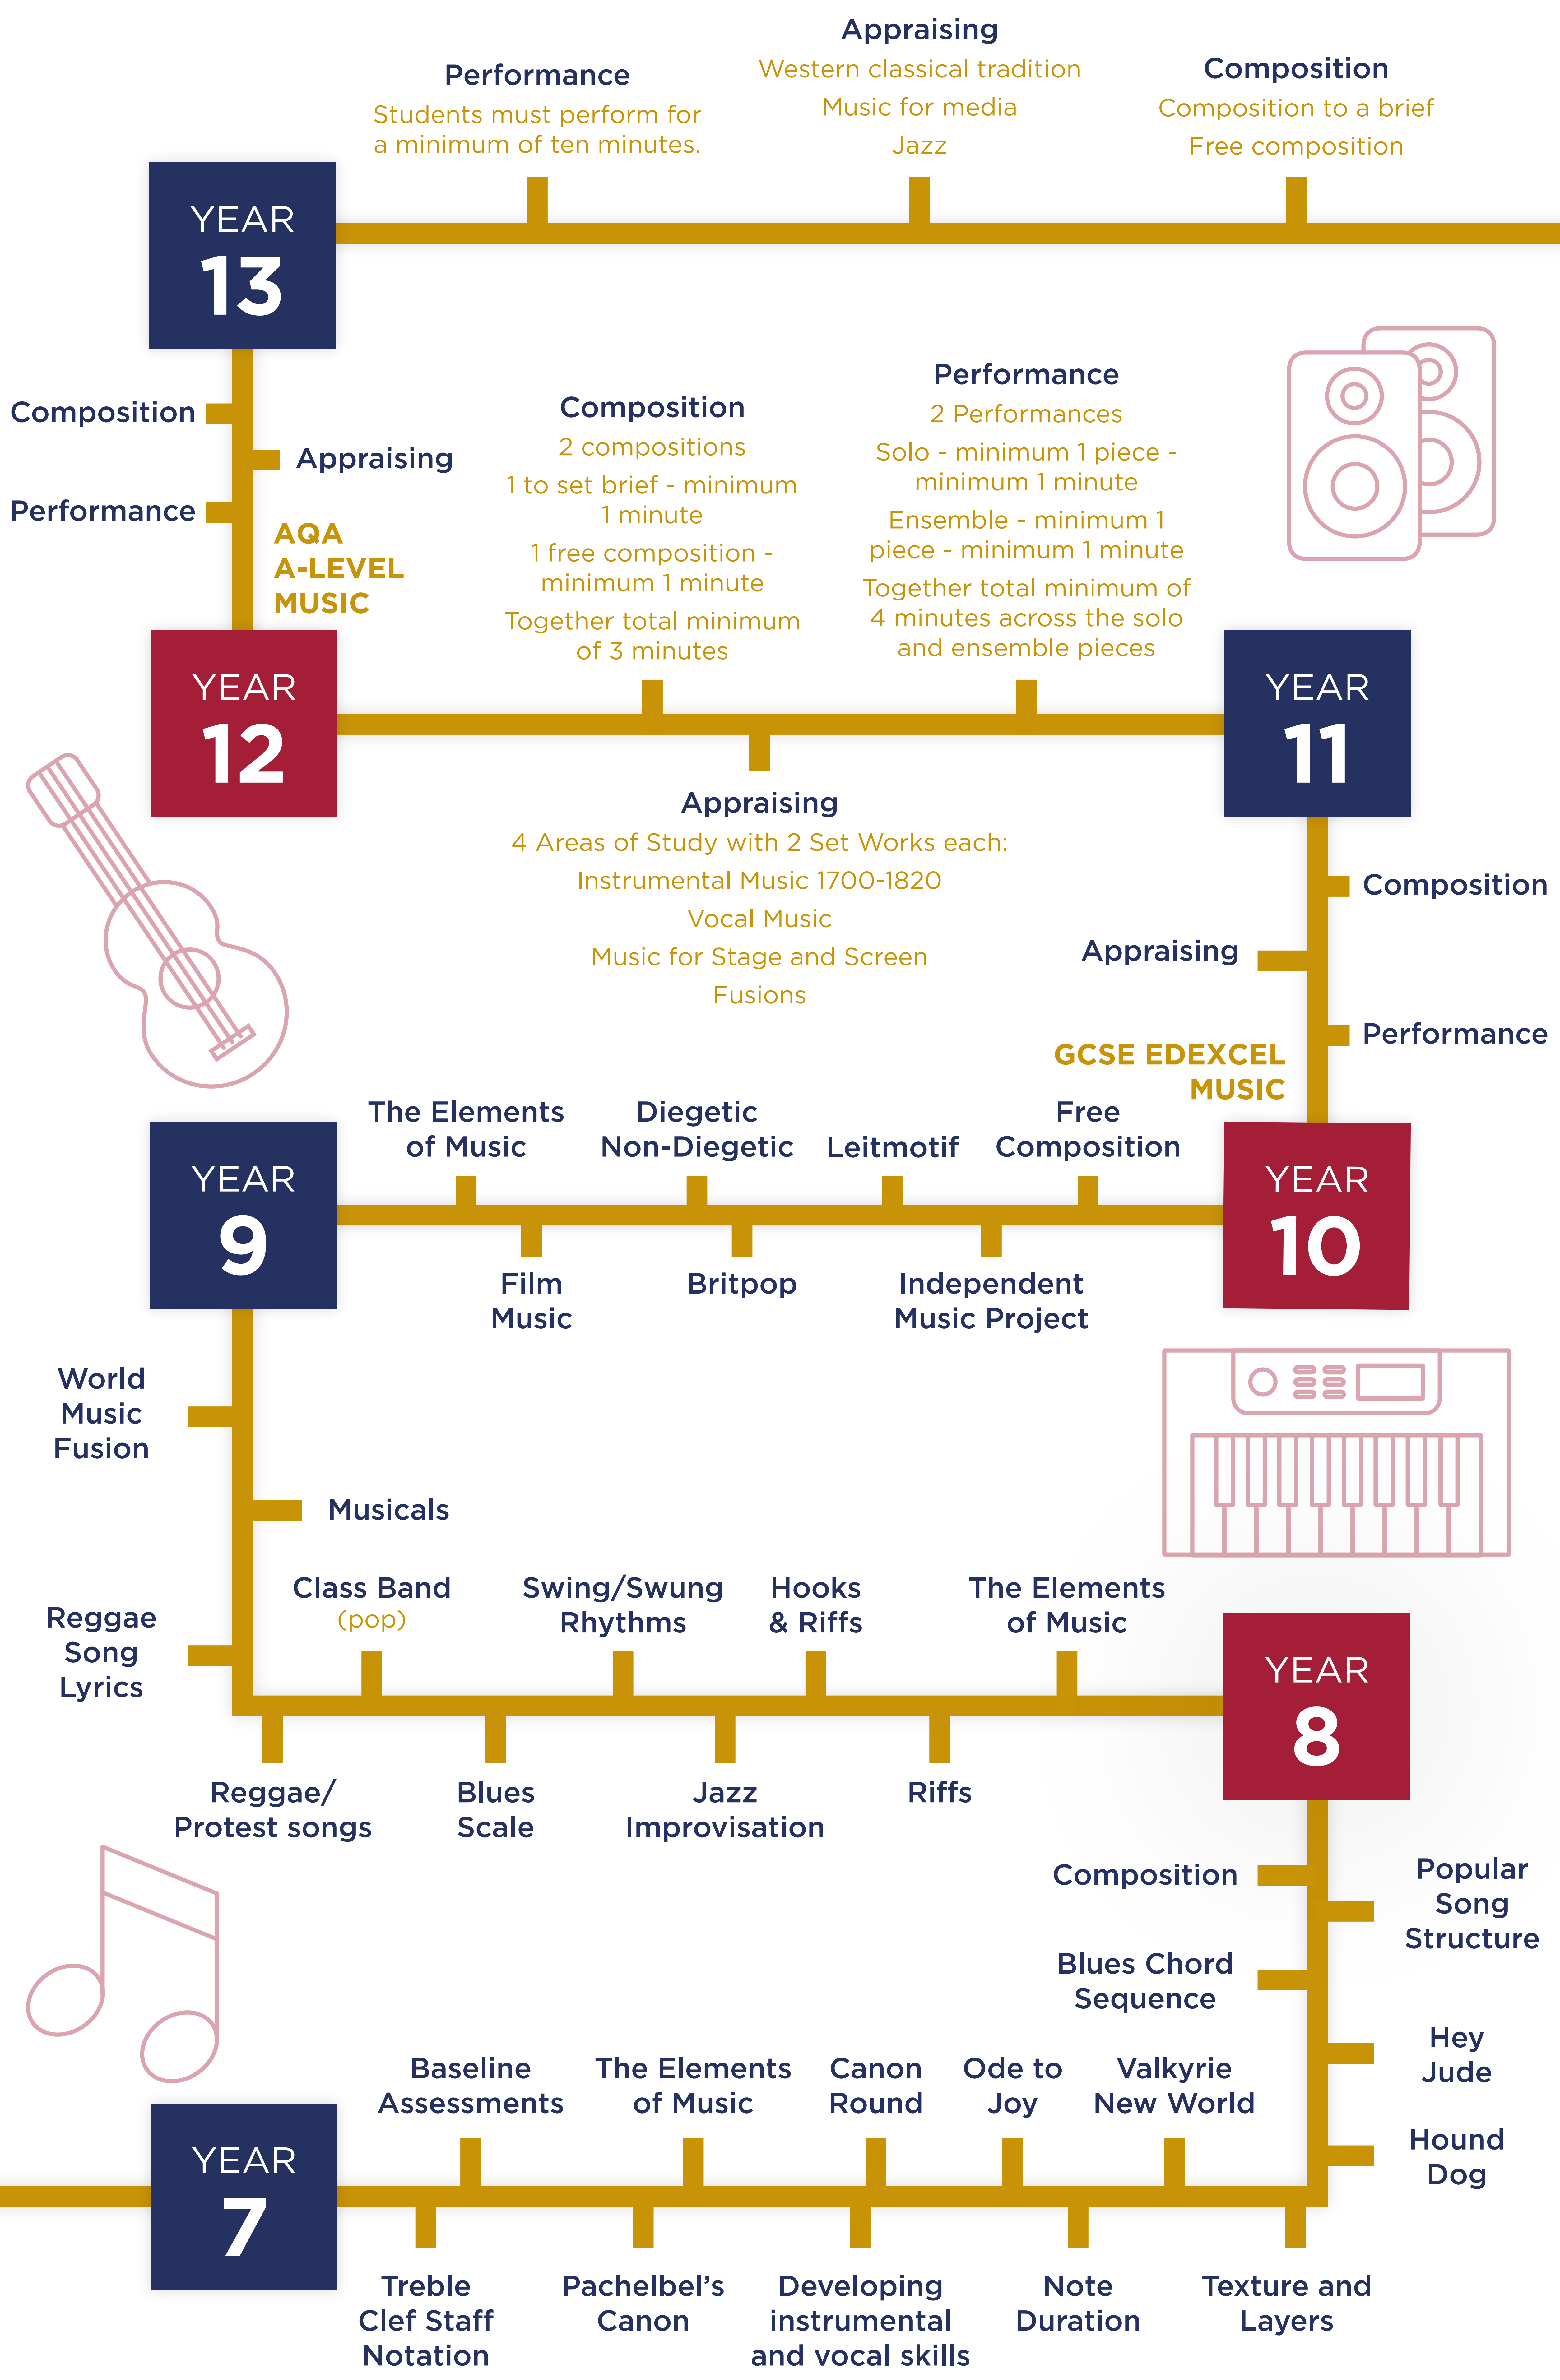 Performance
Students must perform for
a minimum of ten minutes.
Appraising
Western classical tradition
Music for media
Jazz
Composition
Composition to a brief
Free composition
YEAR
13
Composition
Appraising
Performance
AQA
A-LEVEL
MUSIC
Composition
2 compositions
1 to set brief - minimum
1 minute
1 free composition -
minimum 1 minute
Together total minimum
of 3 minutes
Performance
2 Performances
Solo - minimum 1 piece -
minimum 1 minute
Ensemble - minimum 1
piece - minimum 1 minute
Together total minimum of
4 minutes across the solo
and ensemble pieces
YEAR
12
YEAR
11
Appraising
4 Areas of Study with 2 Set Works each:
Instrumental Music 1700-1820
Vocal Music
Music for Stage and Screen
Fusions
Composition
Appraising
Performance
GCSE EDEXCEL
MUSIC
YEAR
9
The Elements
of Music
Diegetic
Non-Diegetic
Leitmotif
Free
Composition
YEAR
10
Film
Music
Britpop
Independent
Music Project
World
Music
Fusion
Musicals
Reggae
Song
Lyrics
Class Band
(pop)
Swing/Swung
Rhythms
Hooks
& Riffs
The Elements
of Music
YEAR
8
Reggae/
Protest songs
Blues
Scale
Jazz
Improvisation
Riffs
Composition
Popular
Song
Structure
Blues Chord
Sequence
Hey
Jude
Hound
Dog
YEAR
7
Baseline
Assessments
The Elements
of Music
Canon
Round
Ode to
Joy
Valkyrie
New World
Treble
Clef Staff
Notation
Pachelbel’s
Canon
Developing
instrumental
and vocal skills
Note
Duration
Texture and
Layers